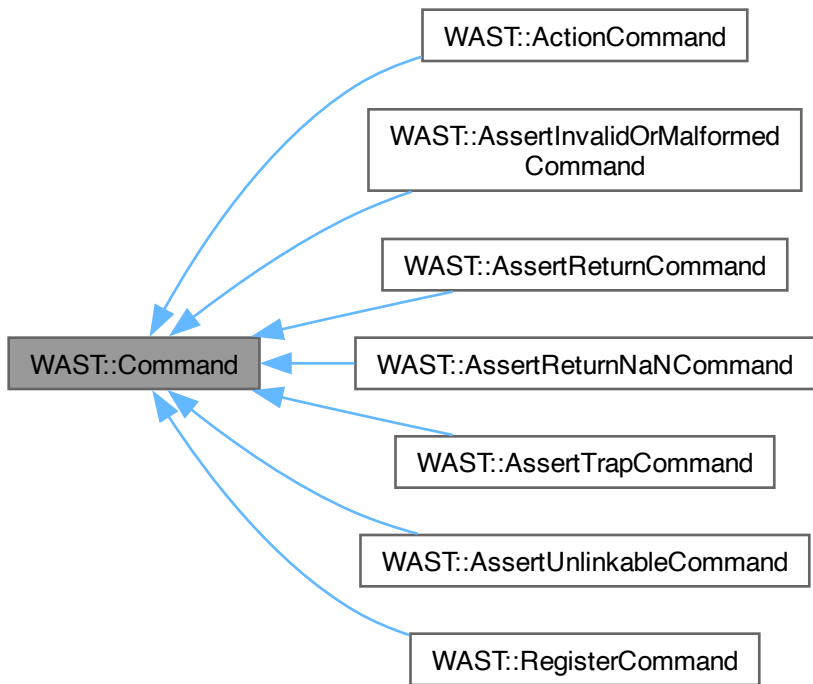 WAST::ActionCommand
WAST::AssertInvalidOrMalformed
Command
WAST::AssertReturnCommand
WAST::Command
WAST::AssertReturnNaNCommand
WAST::AssertTrapCommand
WAST::AssertUnlinkableCommand
WAST::RegisterCommand